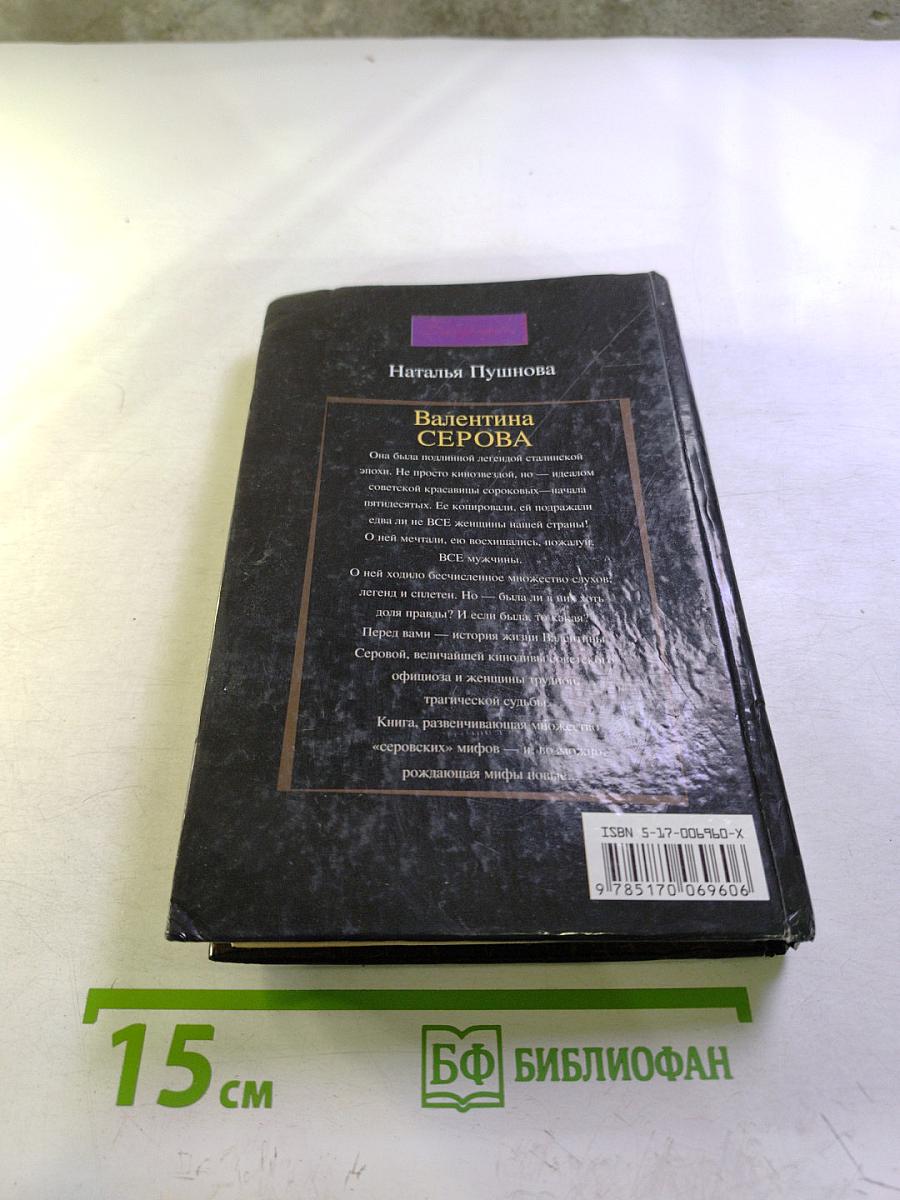 Наталья Пушнова
Валентина
СЕРОВА
Она была подлинной легендой сталинской
эпохи. Не просто кинозвездой, но — идеалом
советской красавицы сороковых—начала
пятидесятых. Ее копировали, ей подражали
едва ли не ВСЕ женщины нашей страны!
О ней мечтали, ею восхищались, пожалуй,
ВСЕ мужчины.
О ней ходило бесчисленное множество слухов,
легенд и сплетен. Но — была ли в них хоть
доля правды? И если была, то какая?
Перед вами — история жизни Валентины
Серовой, величайшей кинодивы советского
официоза и женщины трудной,
трагической судьбы.
Книга, развенчивающая множество
«серовских» мифов — и, возможно,
рождающая мифы новые...
ISBN 5-17-006960-X
9 785170 069606
15 см
БФ БИБЛИОФАН